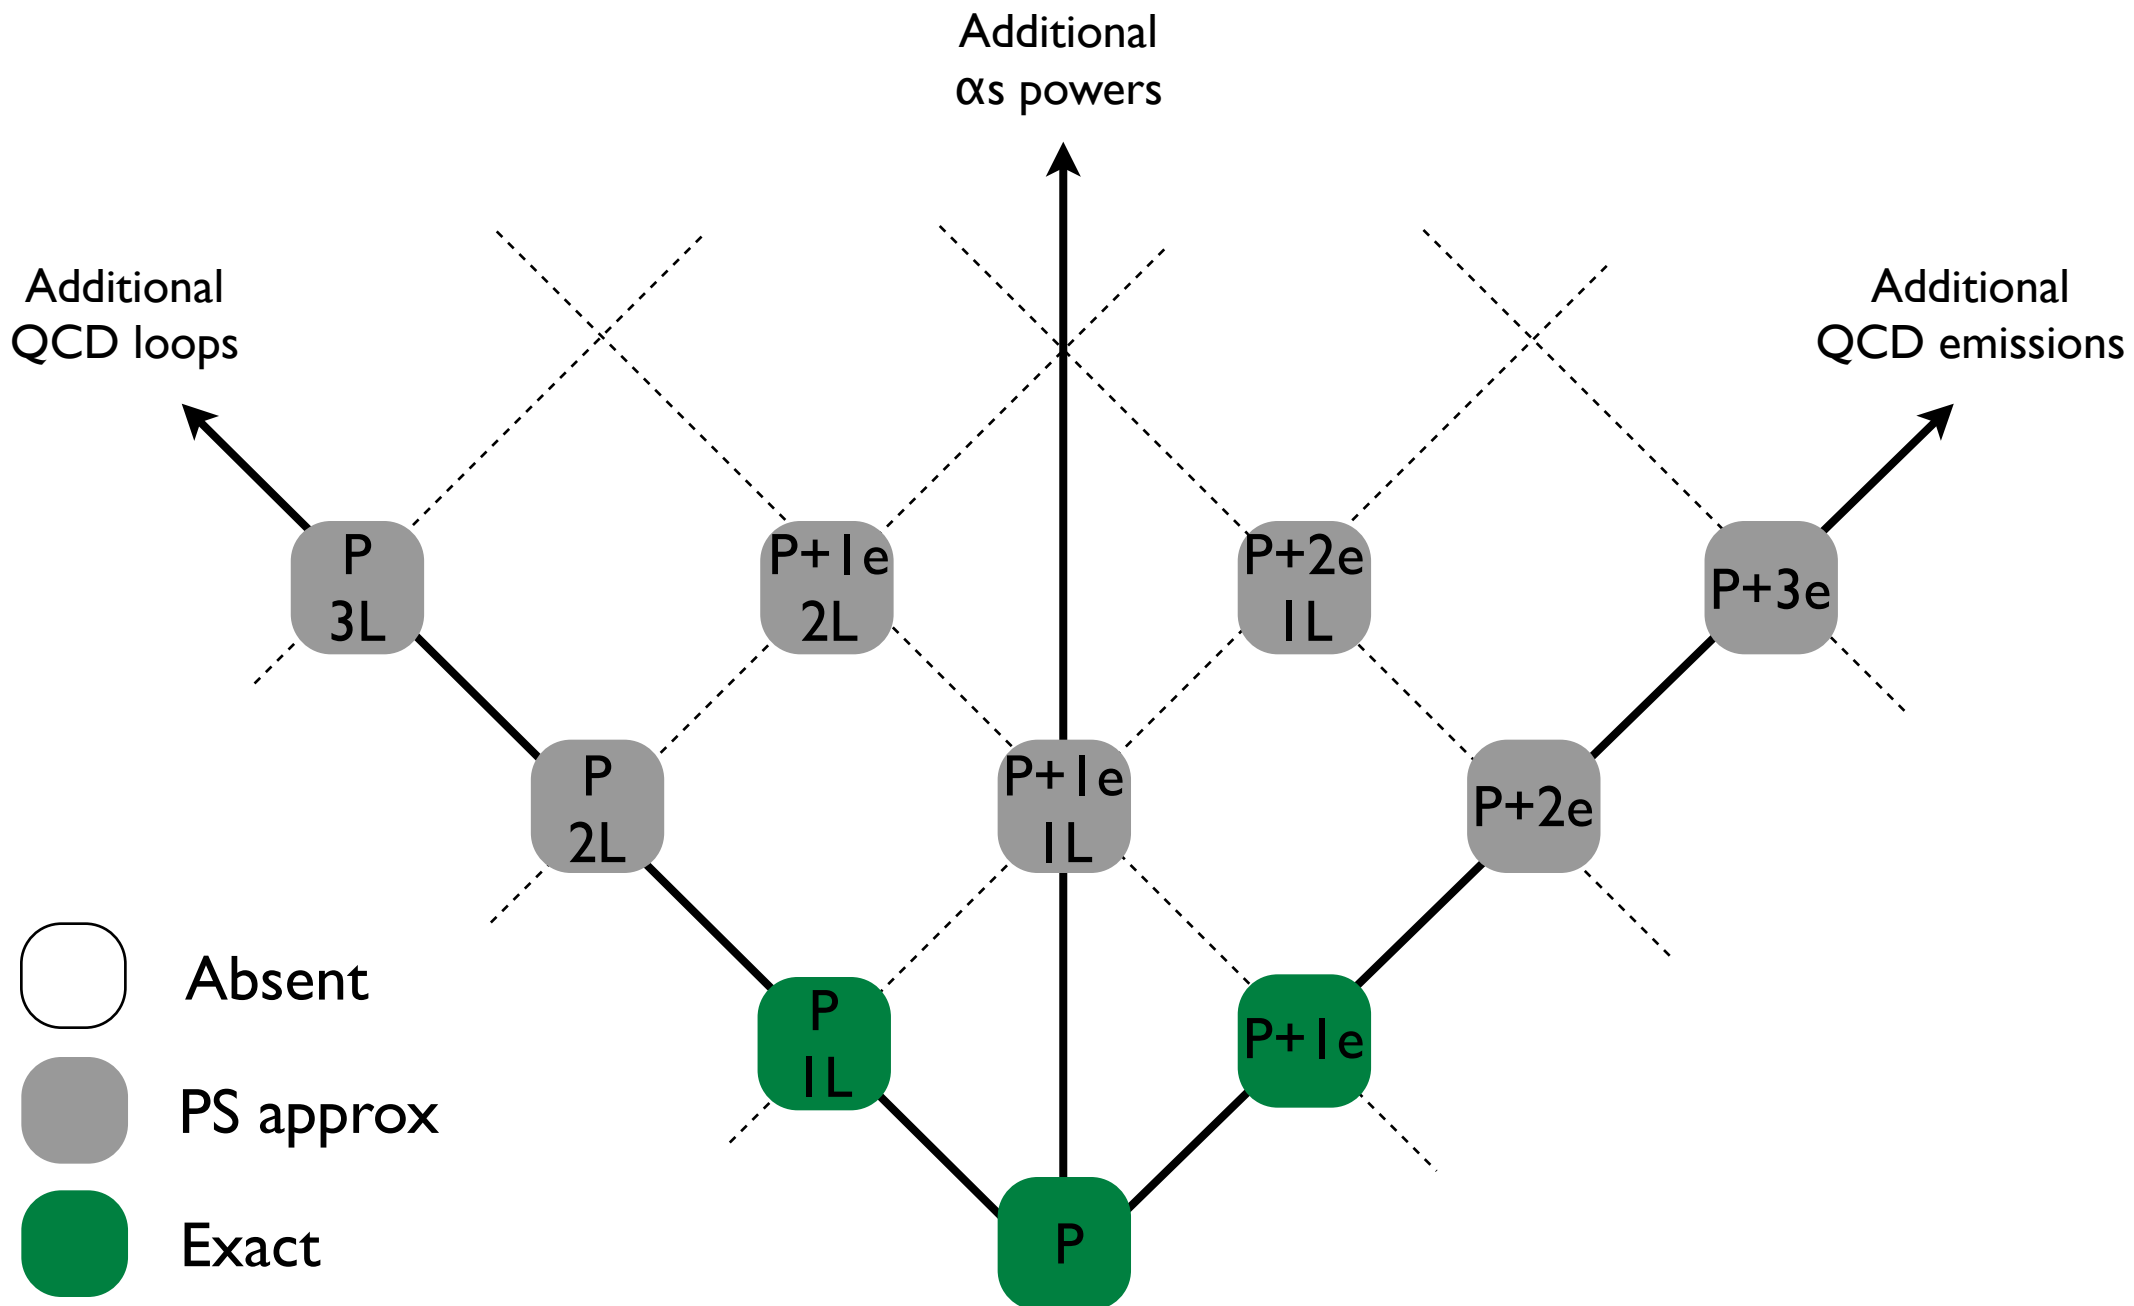 Additional
αs powers
Additional
QCD loops
Additional
QCD emissions
P
3L
P+1e
2L
P+2e
1L
P+3e
P
2L
P+1e
1L
P+2e
P
1L
P+1e
P
Absent
PS approx
Exact